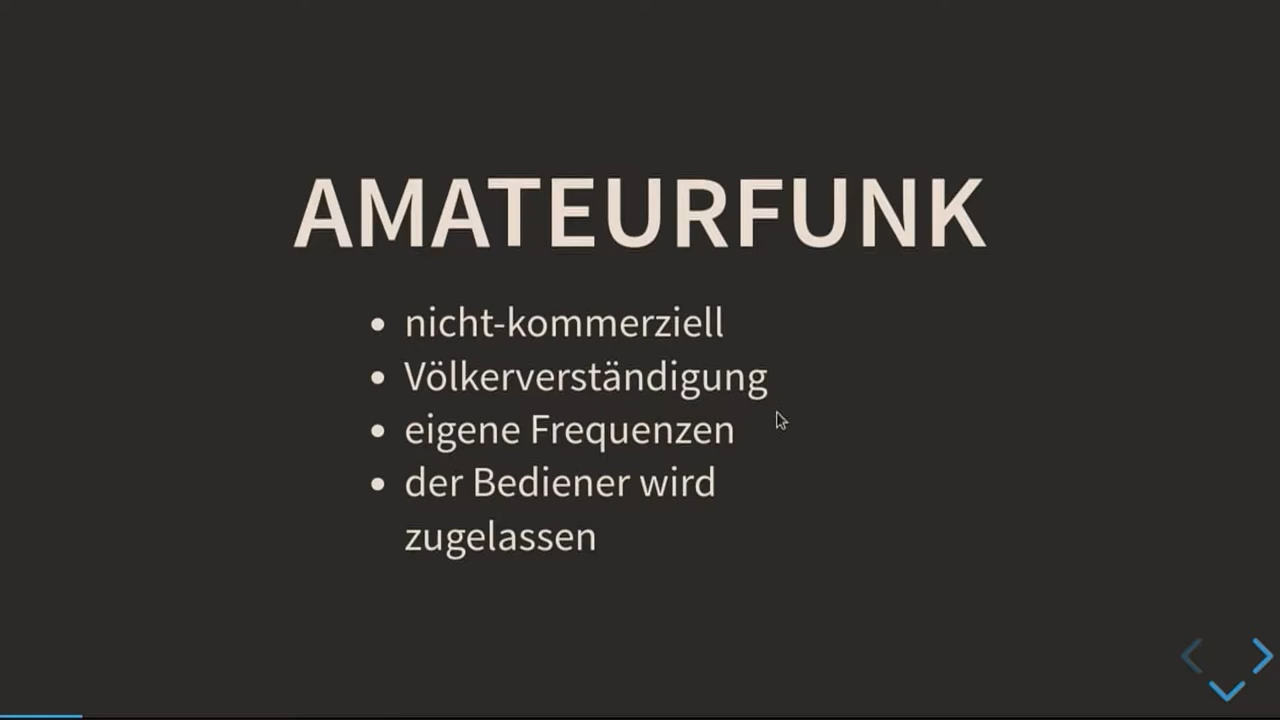 AMATEURFUNK
• nicht-kommerziell
• Völkerverständigung
• eigene Frequenzen
• der Bediener wird
zugelassen